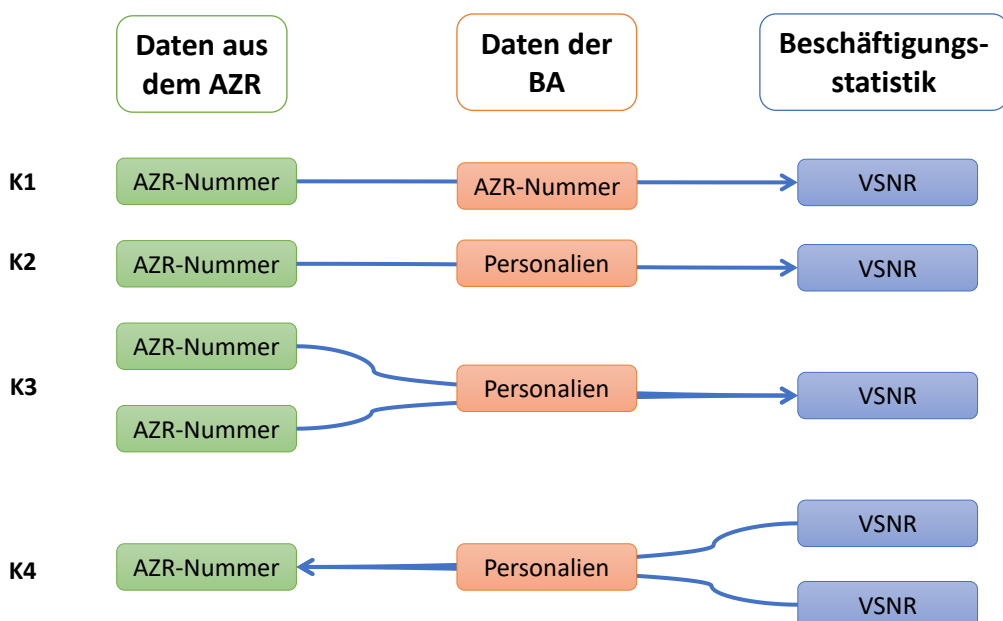 Daten aus
dem AZR
Daten der
BA
Beschäftigungs-
statistik
K1
AZR-Nummer
AZR-Nummer
VSNR
K2
AZR-Nummer
Personalien
VSNR
K3
AZR-Nummer
AZR-Nummer
Personalien
VSNR
K4
AZR-Nummer
Personalien
VSNR
VSNR